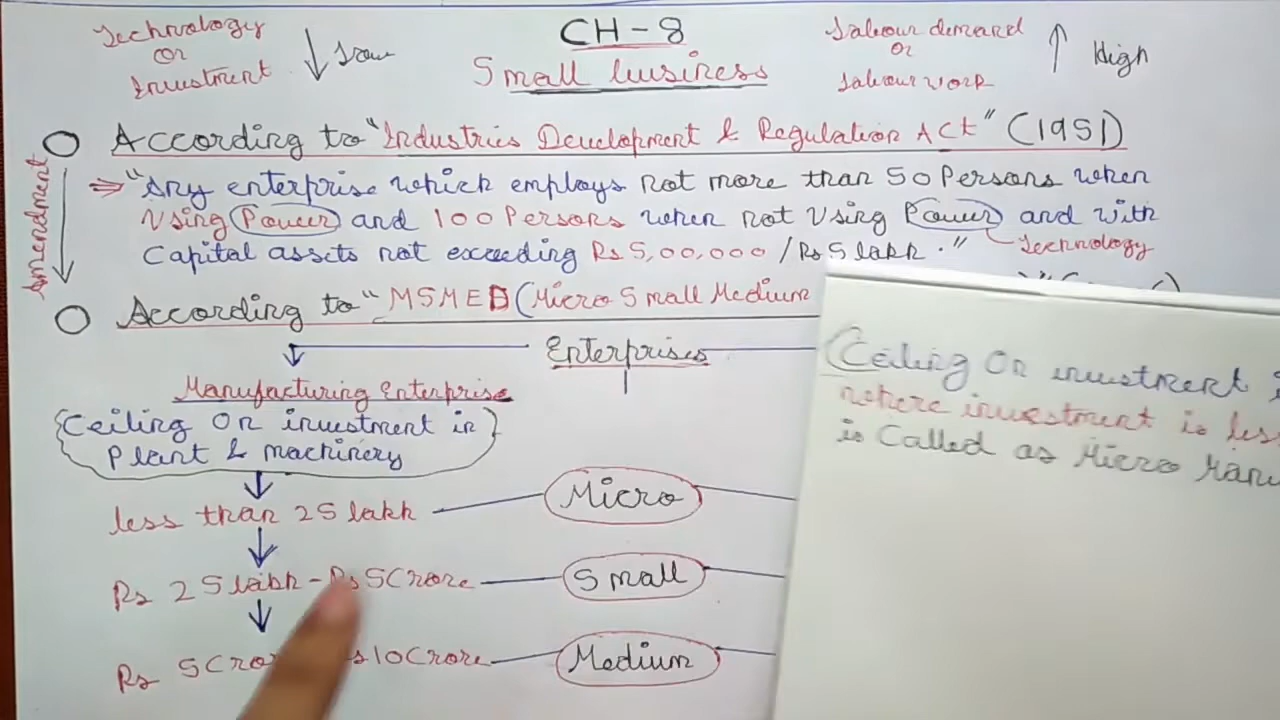 CH-8
Small business
Technology
or
Investment
Low
Labour demand
or
Labour work
High
Amendment
According to "Industries Development & Regulation Act" (1951)
⇒ "Any enterprise which employs not more than 50 Persons when
Using Power and 100 Persons when not Using Power and with
Technology
Capital assets not exceeding Rs 5,00,000 / Rs 5 lakh."
According to "MSMED (Micro Small Medium
Enterprises
Manufacturing Enterprise
Ceiling On investment in
Plant & machinery
less than 25 lakh
Micro
Rs 25 lakh - Rs 5 Crore
Small
Rs 5 Cror
10 Crore
Medium
Ceiling On investment
where investment is les
is Called as Micro Manu